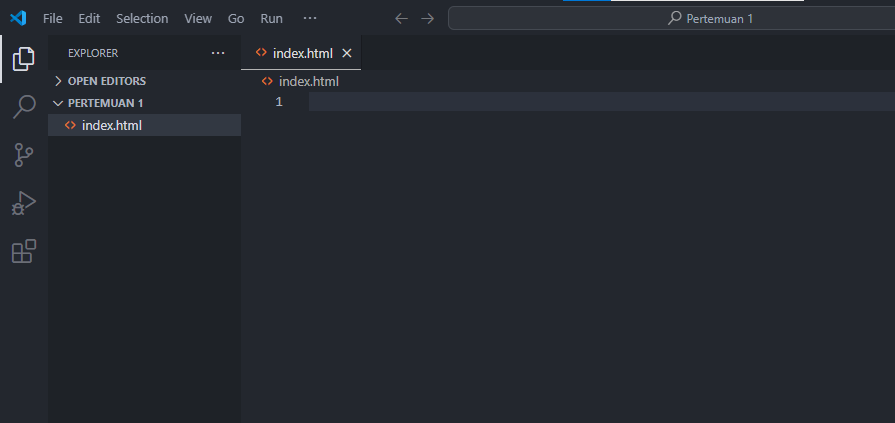 File Edit Selection View Go Run ··· Pertemuan 1
EXPLORER ···
OPEN EDITORS
PERTEMUAN 1
index.html
index.html
index.html
1